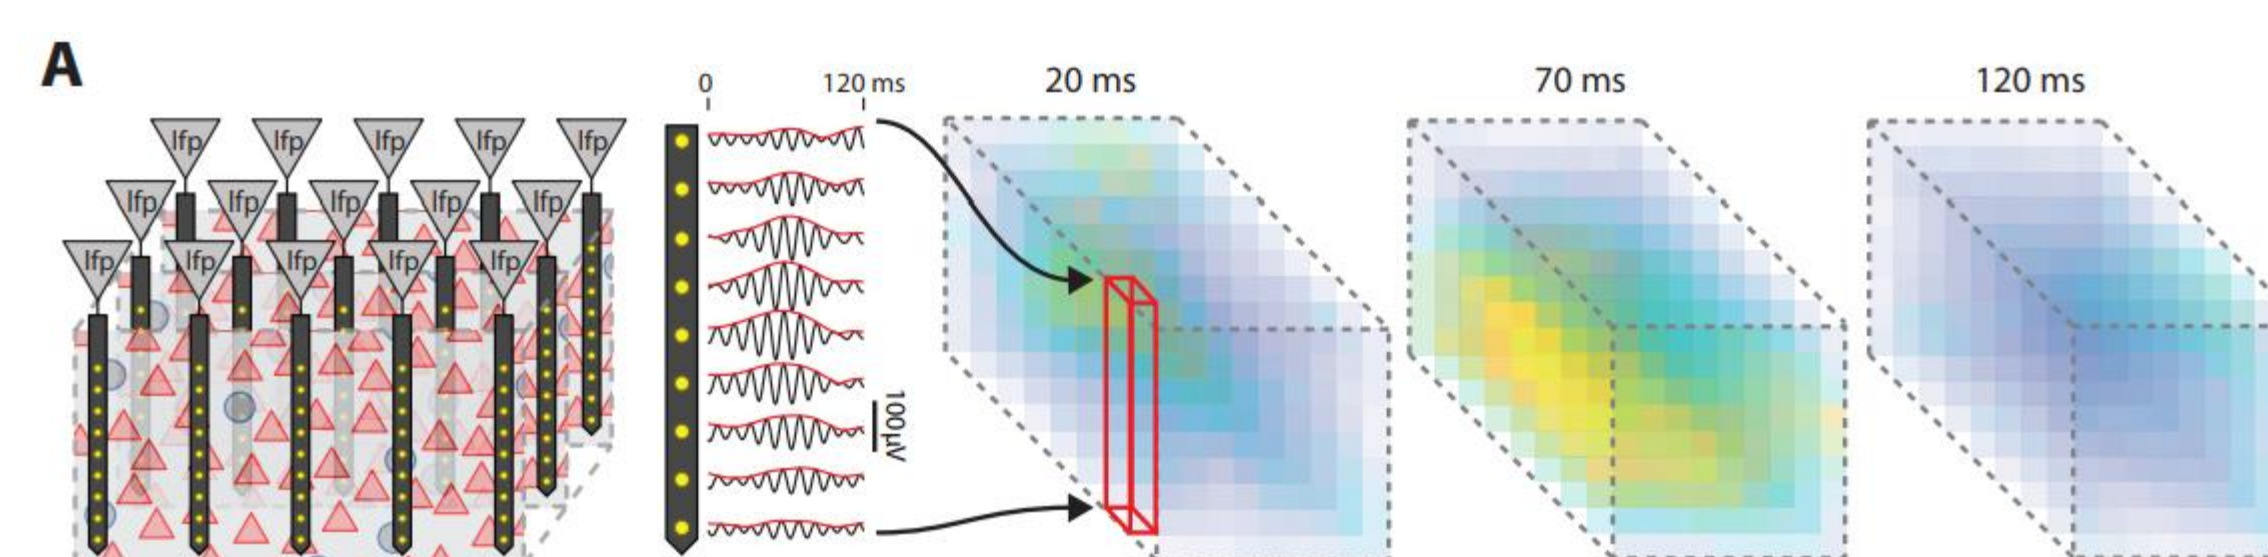 A
0 120 ms 20 ms 70 ms 120 ms
lfp lfp lfp lfp lfp
lfp lfp lfp lfp lfp
lfp lfp lfp lfp lfp
100μV